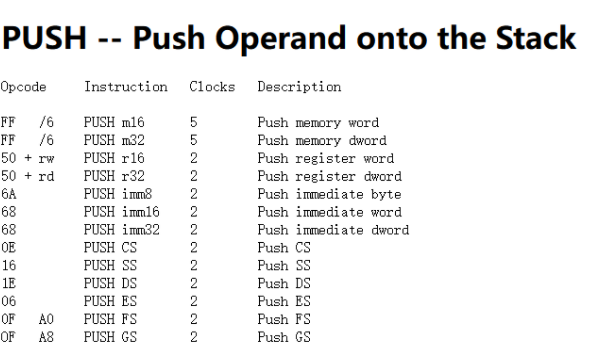 PUSH -- Push Operand onto the Stack
Opcode Instruction Clocks Description
FF /6 PUSH m16 5 Push memory word
FF /6 PUSH m32 5 Push memory dword
50 + rw PUSH r16 2 Push register word
50 + rd PUSH r32 2 Push register dword
6A PUSH imm8 2 Push immediate byte
68 PUSH imm16 2 Push immediate word
68 PUSH imm32 2 Push immediate dword
0E PUSH CS 2 Push CS
16 PUSH SS 2 Push SS
1E PUSH DS 2 Push DS
06 PUSH ES 2 Push ES
0F A0 PUSH FS 2 Push FS
0F A8 PUSH GS 2 Push GS